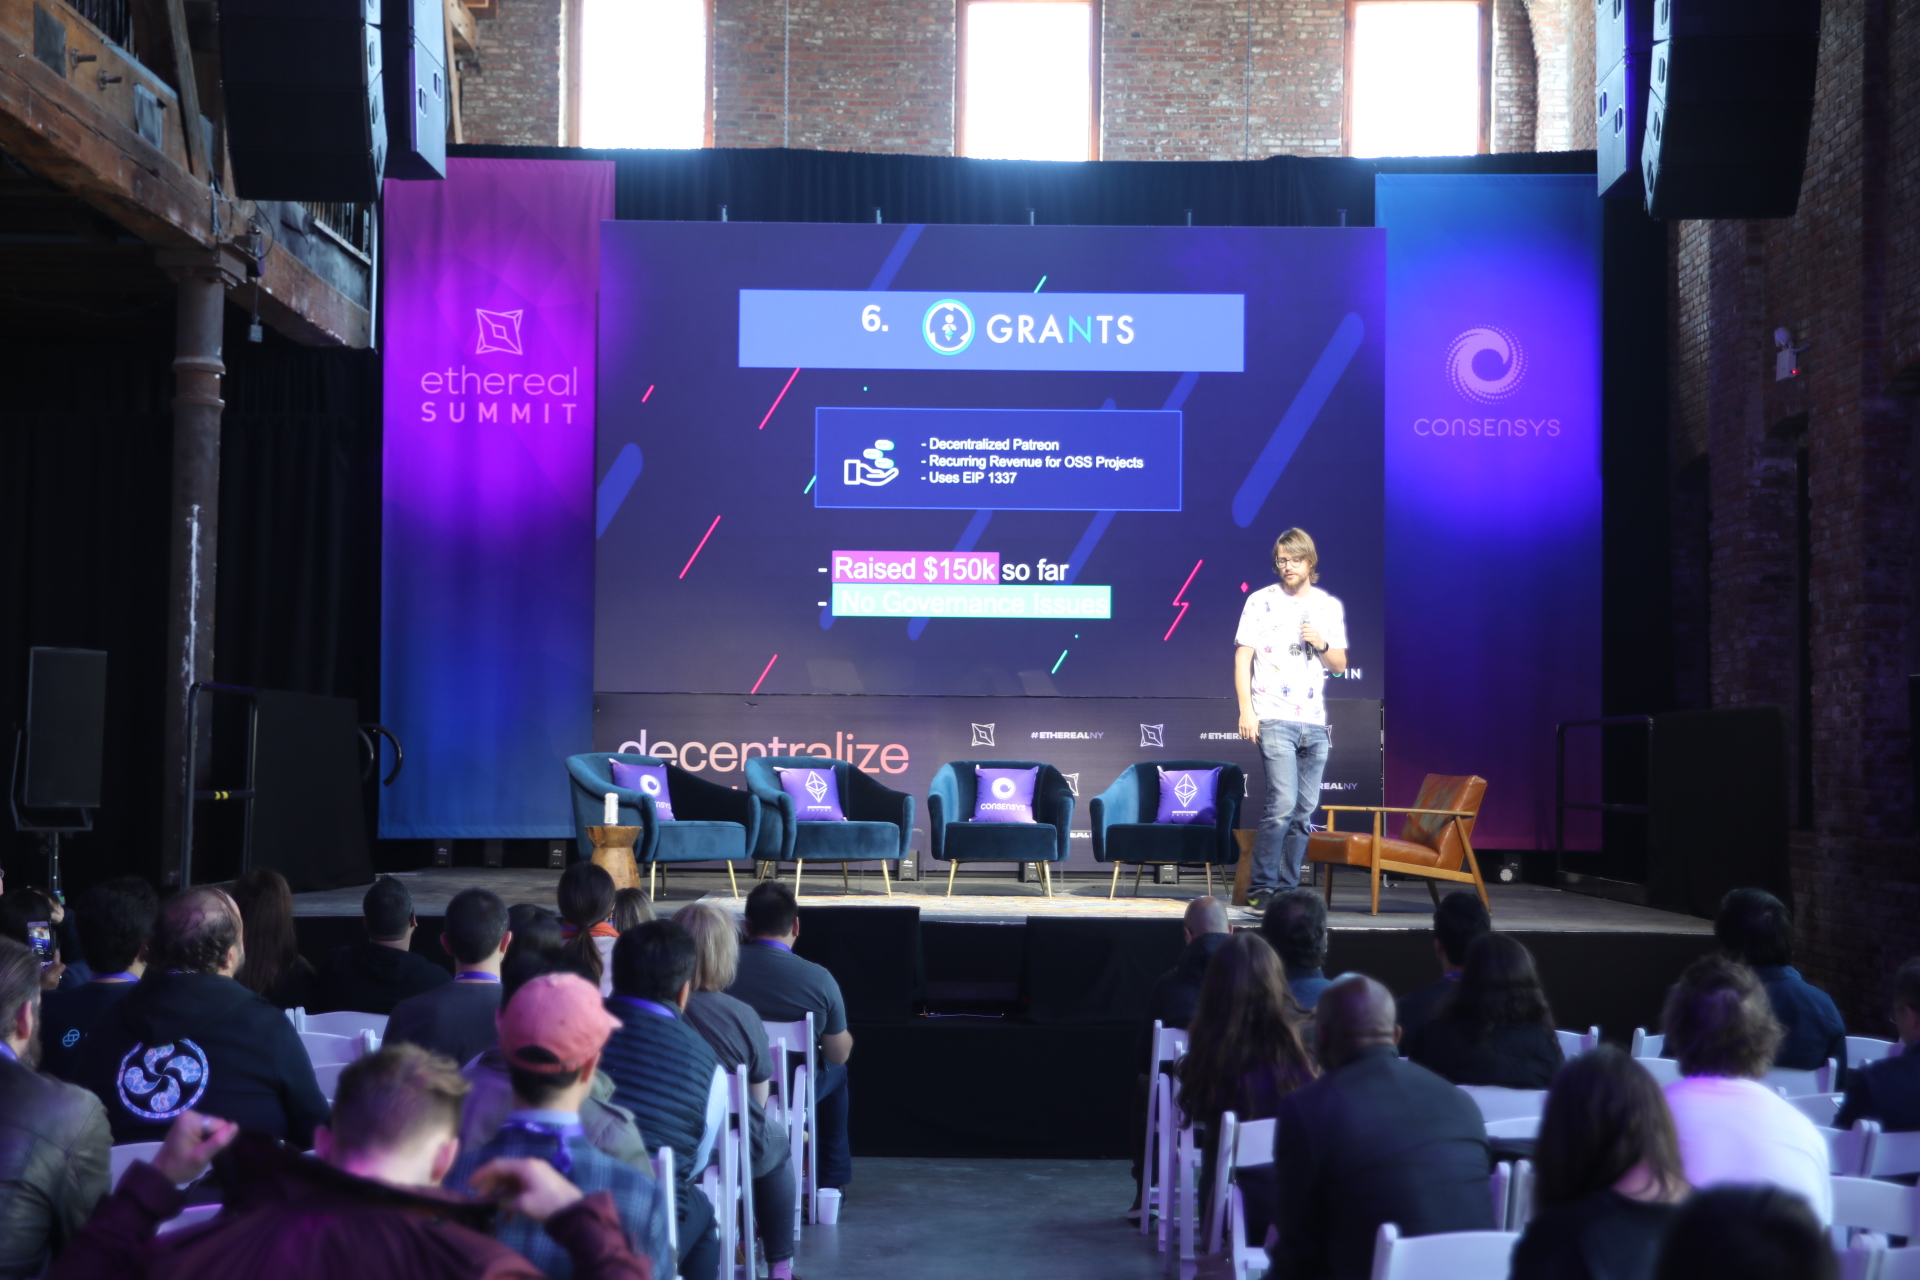 ethereal
SUMMIT
6. GRANTS
- Decentralized Patreon
- Recurring Revenue for OSS Projects
- Uses EIP 1337
- Raised $150k so far
- No Governance Issues
COIN
CONSENSYS
decentralize
#ETHEREALNY
#ETHER
REALNY
EAL
CONSENSYS